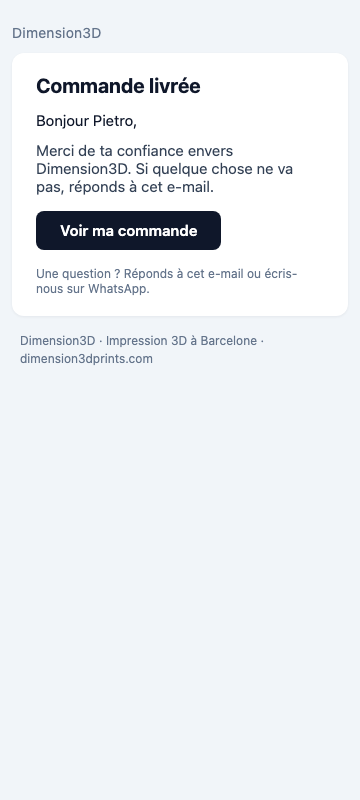 Dimension3D
Commande livrée
Bonjour Pietro,
Merci de ta confiance envers
Dimension3D. Si quelque chose ne va
pas, réponds à cet e-mail.
Voir ma commande
Une question ? Réponds à cet e-mail ou écris-
nous sur WhatsApp.
Dimension3D · Impression 3D à Barcelone ·
dimension3dprints.com